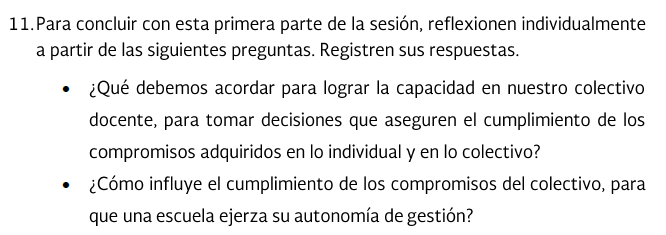 11.Para concluir con esta primera parte de la sesión, reflexionen individualmente
a partir de las siguientes preguntas. Registren sus respuestas.
• ¿Qué debemos acordar para lograr la capacidad en nuestro colectivo
docente, para tomar decisiones que aseguren el cumplimiento de los
compromisos adquiridos en lo individual y en lo colectivo?
• ¿Cómo influye el cumplimiento de los compromisos del colectivo, para
que una escuela ejerza su autonomía de gestión?